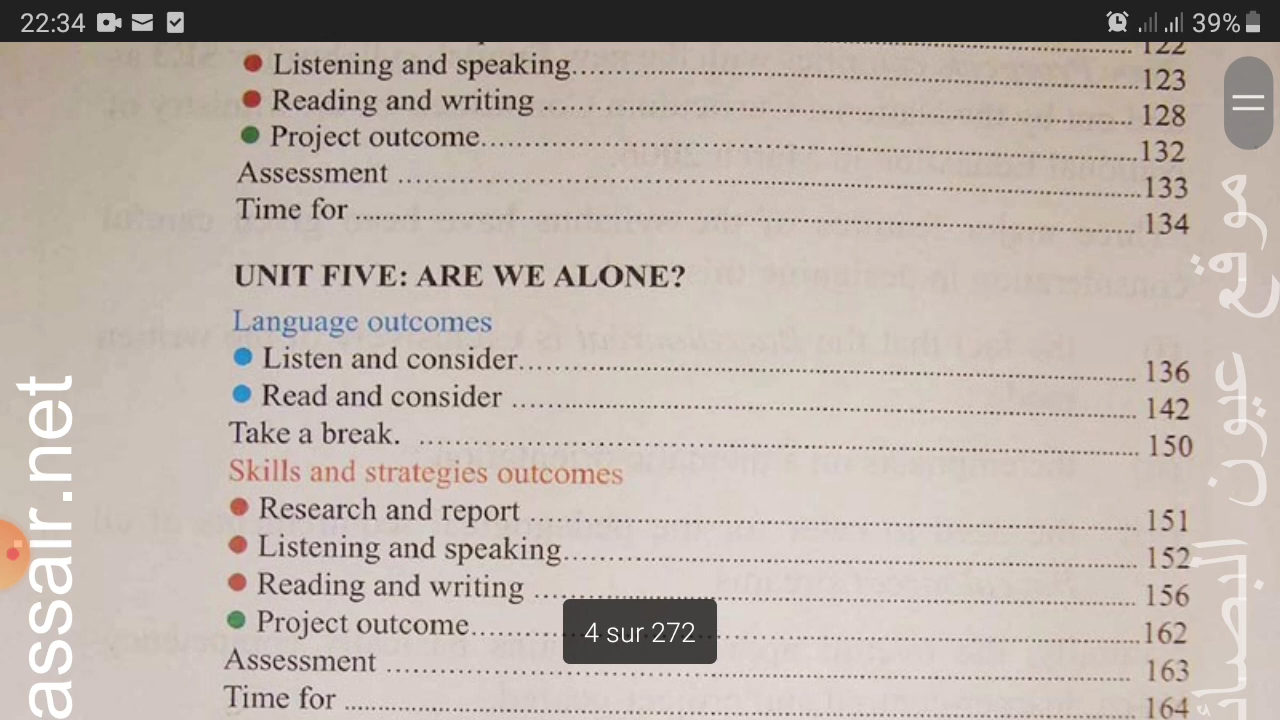 22:34
39%
122
Listening and speaking.......... 123
Reading and writing .......... 128
Project outcome.......... 132
Assessment .......... 133
Time for .......... 134
UNIT FIVE: ARE WE ALONE?
Language outcomes
Listen and consider.......... 136
Read and consider .......... 142
Take a break. .......... 150
Skills and strategies outcomes
Research and report .......... 151
Listening and speaking.......... 152
Reading and writing .......... 156
Project outcome.......... 162
4 sur 272
Assessment .......... 163
Time for .......... 164
assair.net
موقع عيون البصائر